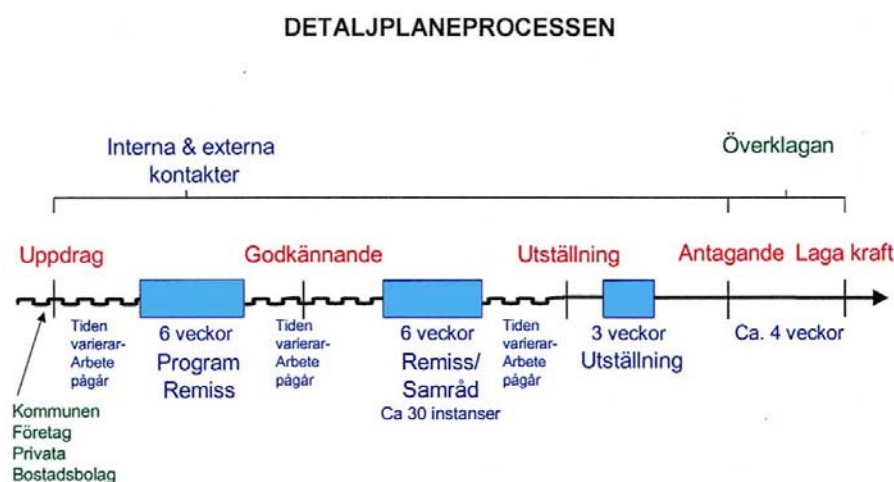 DETALJPLANEPROCESSEN
Interna & externa
kontakter
Överklagan
Uppdrag
Godkännande
Utställning
Antagande
Laga kraft
Tiden
varierar-
Arbete
pågår
6 veckor
Program
Remiss
Tiden
varierar-
Arbete
pågår
6 veckor
Remiss/
Samråd
Ca 30 instanser
Tiden
varierar-
Arbete
pågår
3 veckor
Utställning
Ca. 4 veckor
Kommunen
Företag
Privata
Bostadsbolag